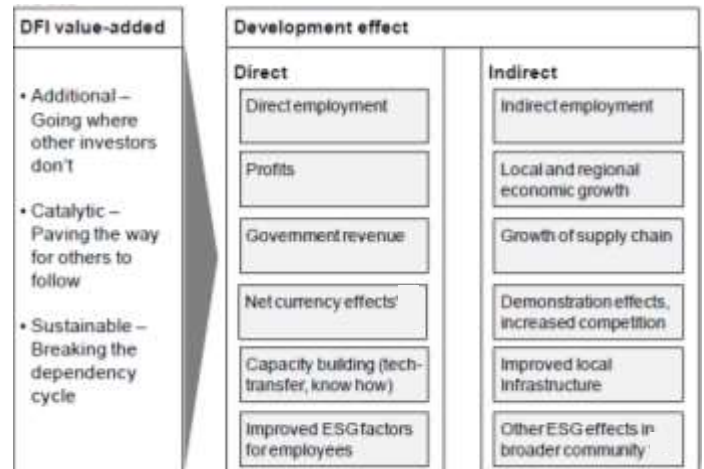 DFI value-added
• Additional –
Going where
other investors
don't
• Catalytic –
Paving the way
for others to
follow
• Sustainable –
Breaking the
dependency
cycle
Development effect
Direct
Direct employment
Profits
Government revenue
Net currency effects'
Capacity building (tech-
transfer, know how)
Improved ESG factors
for employees
Indirect
Indirect employment
Local and regional
economic growth
Growth of supply chain
Demonstration effects,
increased competition
Improved local
Infrastructure
Other ESG effects in
broader community